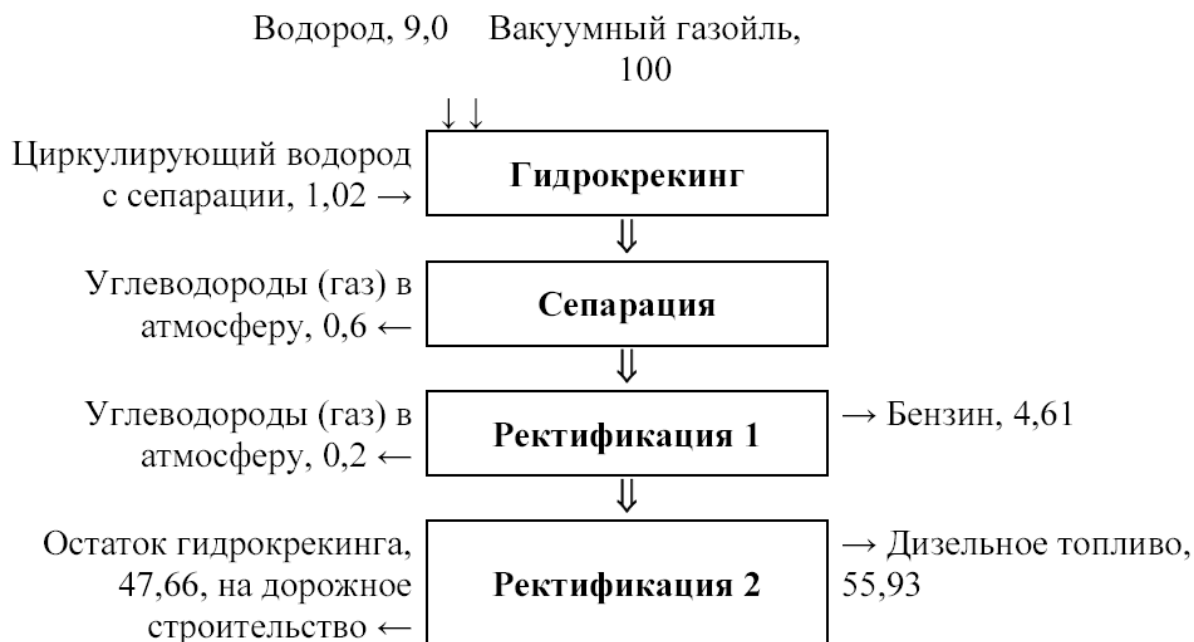 Водород, 9,0 Вакуумный газойль,
100
↓ ↓
Циркулирующий водород
с сепарации, 1,02 →
Гидрокрекинг
⇓
Углеводороды (газ) в
атмосферу, 0,6 ←
Сепарация
⇓
Углеводороды (газ) в
атмосферу, 0,2 ←
Ректификация 1
→ Бензин, 4,61
⇓
Остаток гидрокрекинга,
47,66, на дорожное
строительство ←
Ректификация 2
→ Дизельное топливо,
55,93